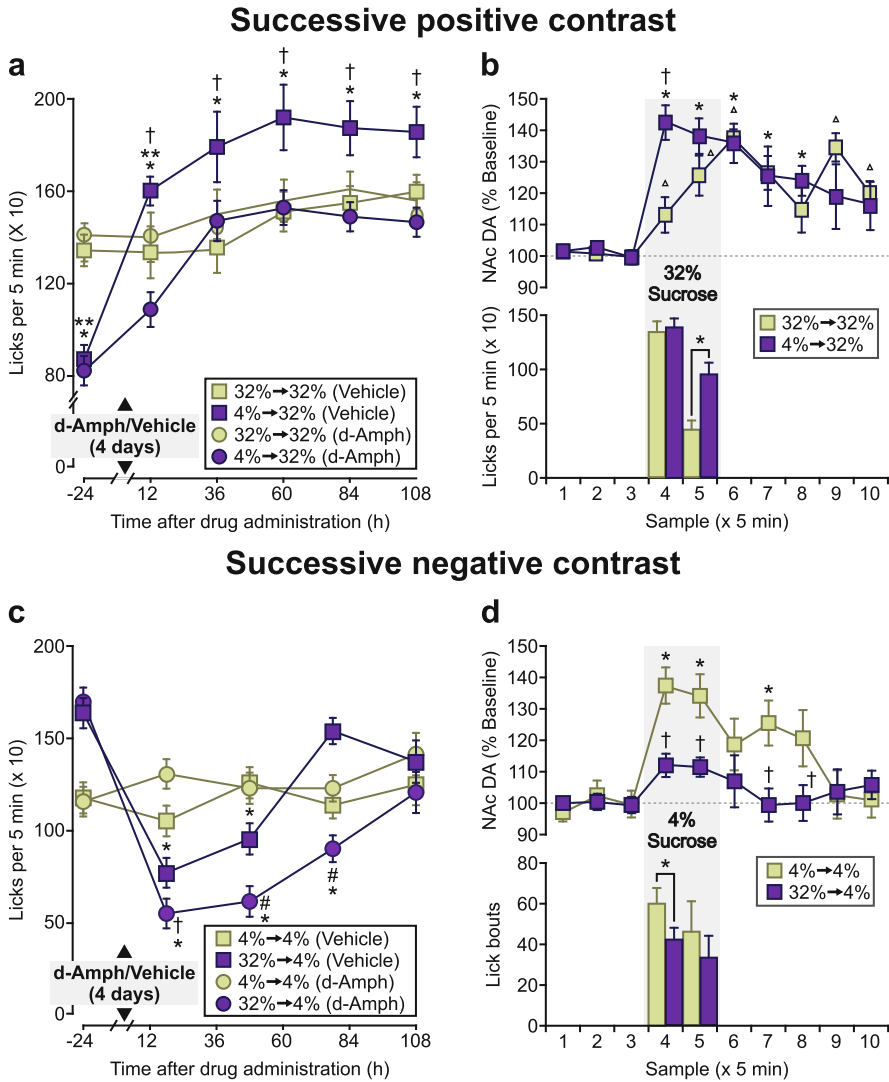 Successive positive contrast
a
200
160
120
80
0
Licks per 5 min (X 10)
** *
† ** *
† *
† *
† *
† *
d-Amph/Vehicle
(4 days)
32%→32% (Vehicle)
4%→32% (Vehicle)
32%→32% (d-Amph)
4%→32% (d-Amph)
-24 12 36 60 84 108
Time after drug administration (h)
b
150
140
130
120
110
100
90
NAc DA (% Baseline)
† * * * * *
Δ Δ Δ Δ Δ
32%
Sucrose
150
100
50
0
Licks per 5 min (x 10)
*
32%→32%
4%→32%
1 2 3 4 5 6 7 8 9 10
Sample (x 5 min)
Successive negative contrast
c
200
150
100
50
0
Licks per 5 min (x 10)
*
† *
*
# *
# *
d-Amph/Vehicle
(4 days)
4%→4% (Vehicle)
32%→4% (Vehicle)
4%→4% (d-Amph)
32%→4% (d-Amph)
-24 12 36 60 84 108
Time after drug administration (h)
d
150
140
130
120
110
100
90
NAc DA (% Baseline)
* * *
† † † †
4%
Sucrose
80
60
40
20
0
Lick bouts
*
4%→4%
32%→4%
1 2 3 4 5 6 7 8 9 10
Sample (x 5 min)